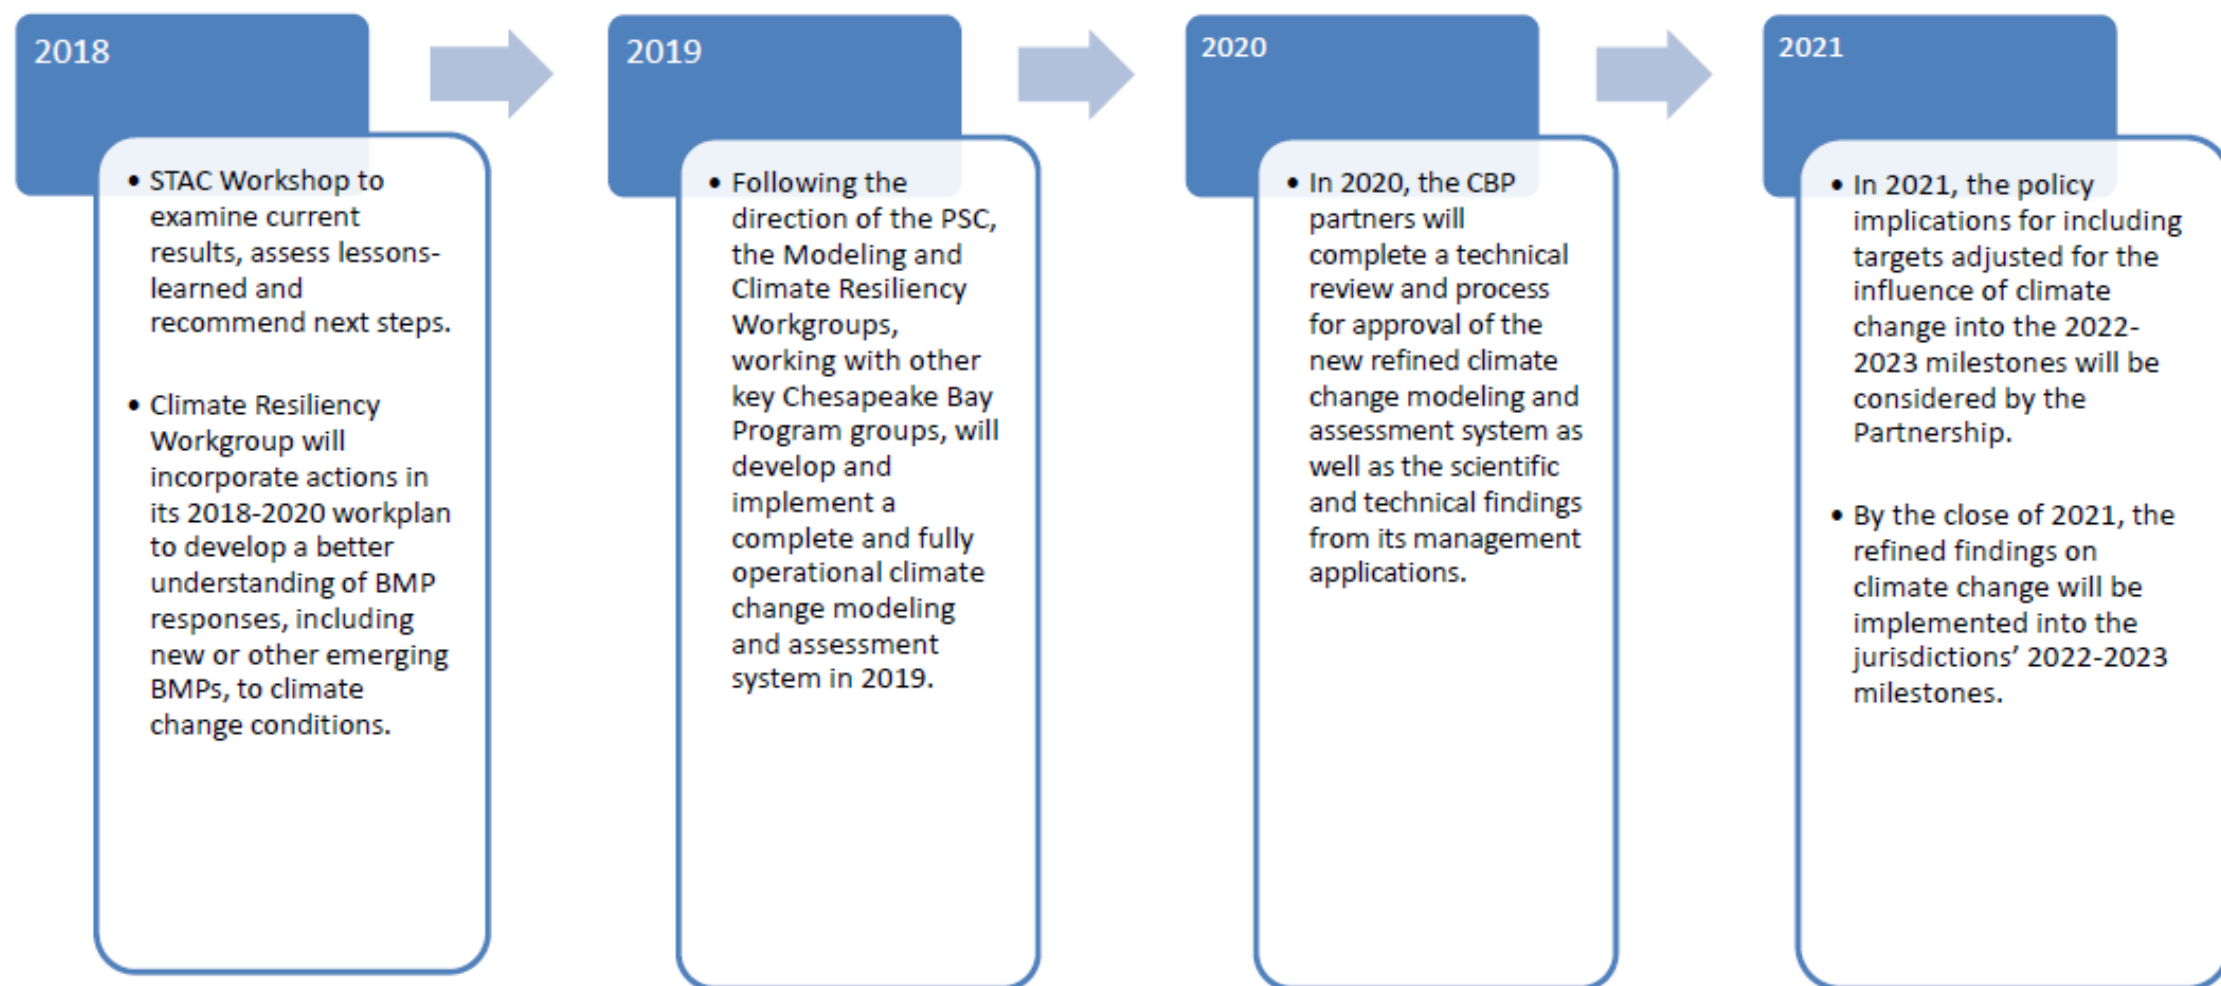 2018
• STAC Workshop to
examine current
results, assess lessons-
learned and
recommend next steps.
• Climate Resiliency
Workgroup will
incorporate actions in
its 2018-2020 workplan
to develop a better
understanding of BMP
responses, including
new or other emerging
BMPs, to climate
change conditions.
2019
• Following the
direction of the PSC,
the Modeling and
Climate Resiliency
Workgroups,
working with other
key Chesapeake Bay
Program groups, will
develop and
implement a
complete and fully
operational climate
change modeling
and assessment
system in 2019.
2020
• In 2020, the CBP
partners will
complete a technical
review and process
for approval of the
new refined climate
change modeling and
assessment system as
well as the scientific
and technical findings
from its management
applications.
2021
• In 2021, the policy
implications for including
targets adjusted for the
influence of climate
change into the 2022-
2023 milestones will be
considered by the
Partnership.
• By the close of 2021, the
refined findings on
climate change will be
implemented into the
jurisdictions’ 2022-2023
milestones.